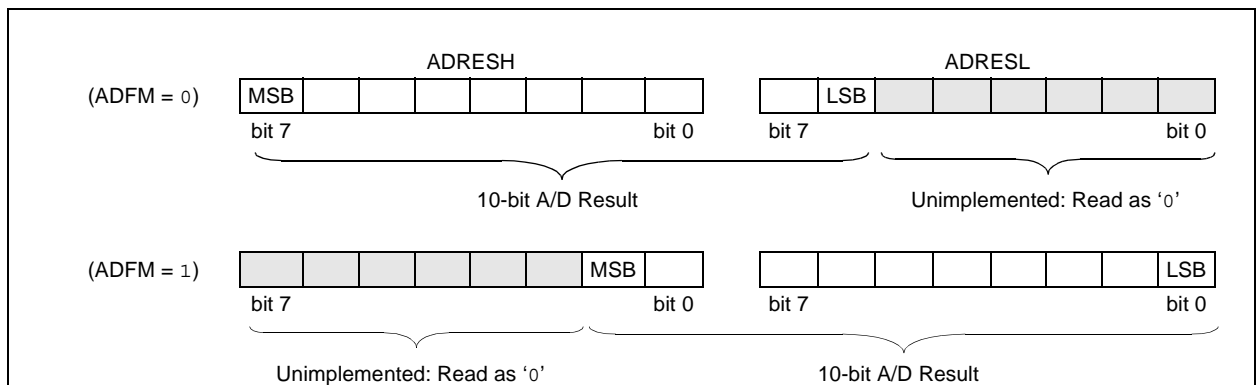 ADRESH ADRESL
(ADFM = 0) MSB LSB
bit 7 bit 0 bit 7 bit 0
10-bit A/D Result Unimplemented: Read as ‘0’
(ADFM = 1) MSB LSB
bit 7 bit 0 bit 7 bit 0
Unimplemented: Read as ‘0’ 10-bit A/D Result